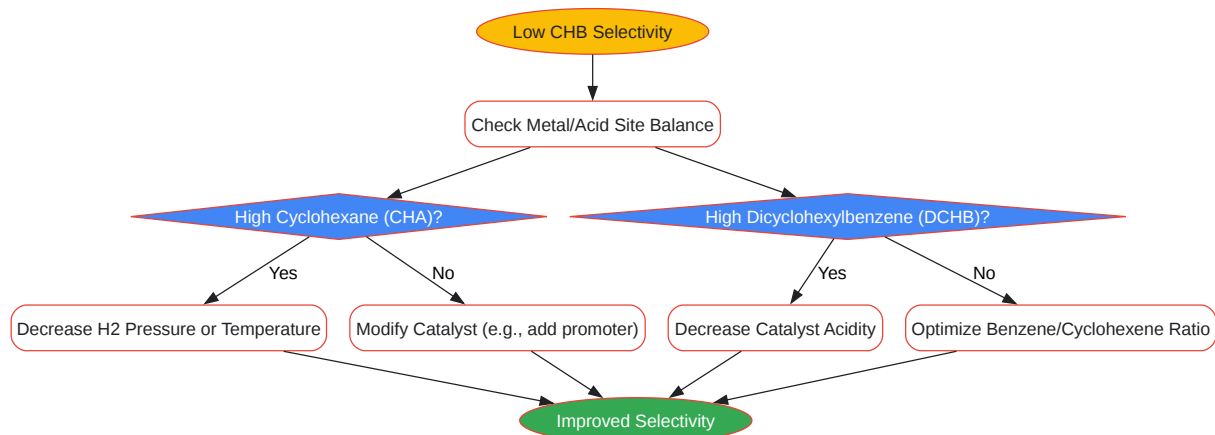 Low CHB Selectivity
Check Metal/Acid Site Balance
High Cyclohexane (CHA)?
High Dicyclohexylbenzene (DCHB)?
Yes
No
Yes
No
Decrease H2 Pressure or Temperature
Modify Catalyst (e.g., add promoter)
Decrease Catalyst Acidity
Optimize Benzene/Cyclohexene Ratio
Improved Selectivity